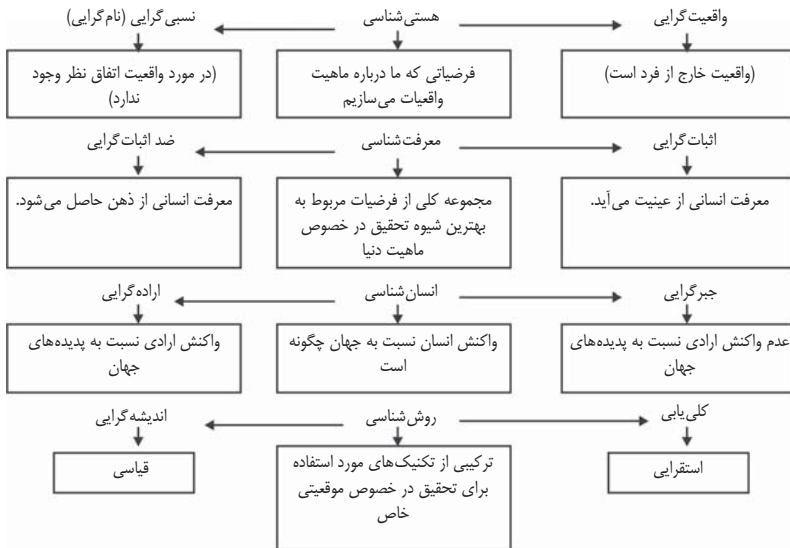 واقعیت‌گرایی
هستی‌شناسی
نسبی‌گرایی (نام‌گرایی)
(واقعیت خارج از فرد است)
فرضیاتی که ما درباره ماهیت
واقعیات می‌سازیم
(در مورد واقعیت اتفاق نظر وجود
ندارد)
اثبات‌گرایی
معرفت‌شناسی
ضد اثبات‌گرایی
معرفت انسانی از عینیت می‌آید.
مجموعه کلی از فرضیات مربوط به
بهترین شیوه تحقیق در خصوص
ماهیت دنیا
معرفت انسانی از ذهن حاصل می‌شود.
جبرگرایی
انسان‌شناسی
اراده‌گرایی
عدم واکنش ارادی نسبت به پدیده‌های
جهان
واکنش انسان نسبت به جهان چگونه
است
واکنش ارادی نسبت به پدیده‌های
جهان
کلی‌یابی
روش‌شناسی
اندیشه‌گرایی
استقرایی
ترکیبی از تکنیک‌های مورد استفاده
برای تحقیق در خصوص موقعیتی
خاص
قیاسی